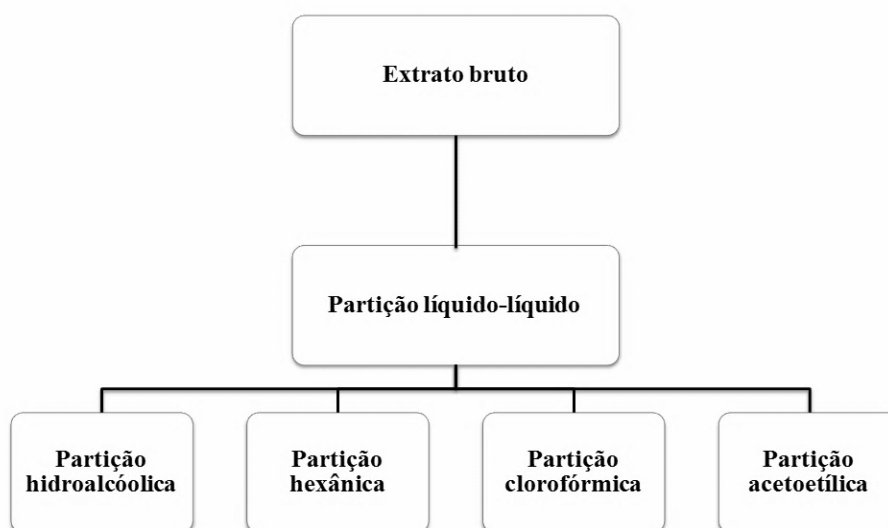 Extrato bruto
Partição líquido-líquido
Partição
hidroalcóolica
Partição
hexânica
Partição
clorofórmica
Partição
acetoetílica